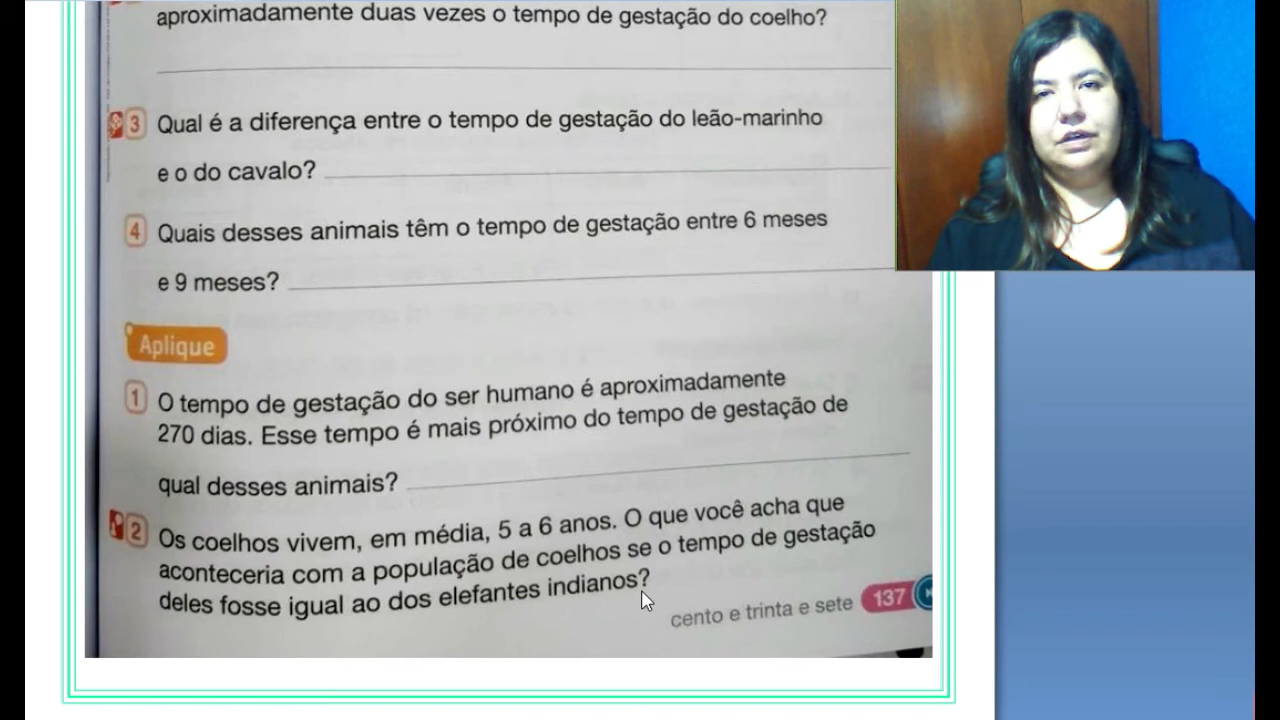 aproximadamente duas vezes o tempo de gestação do coelho?
3 Qual é a diferença entre o tempo de gestação do leão-marinho
e o do cavalo?
4 Quais desses animais têm o tempo de gestação entre 6 meses
e 9 meses?
Aplique
1 O tempo de gestação do ser humano é aproximadamente
270 dias. Esse tempo é mais próximo do tempo de gestação de
qual desses animais?
2 Os coelhos vivem, em média, 5 a 6 anos. O que você acha que
aconteceria com a população de coelhos se o tempo de gestação
deles fosse igual ao dos elefantes indianos?
cento e trinta e sete 137